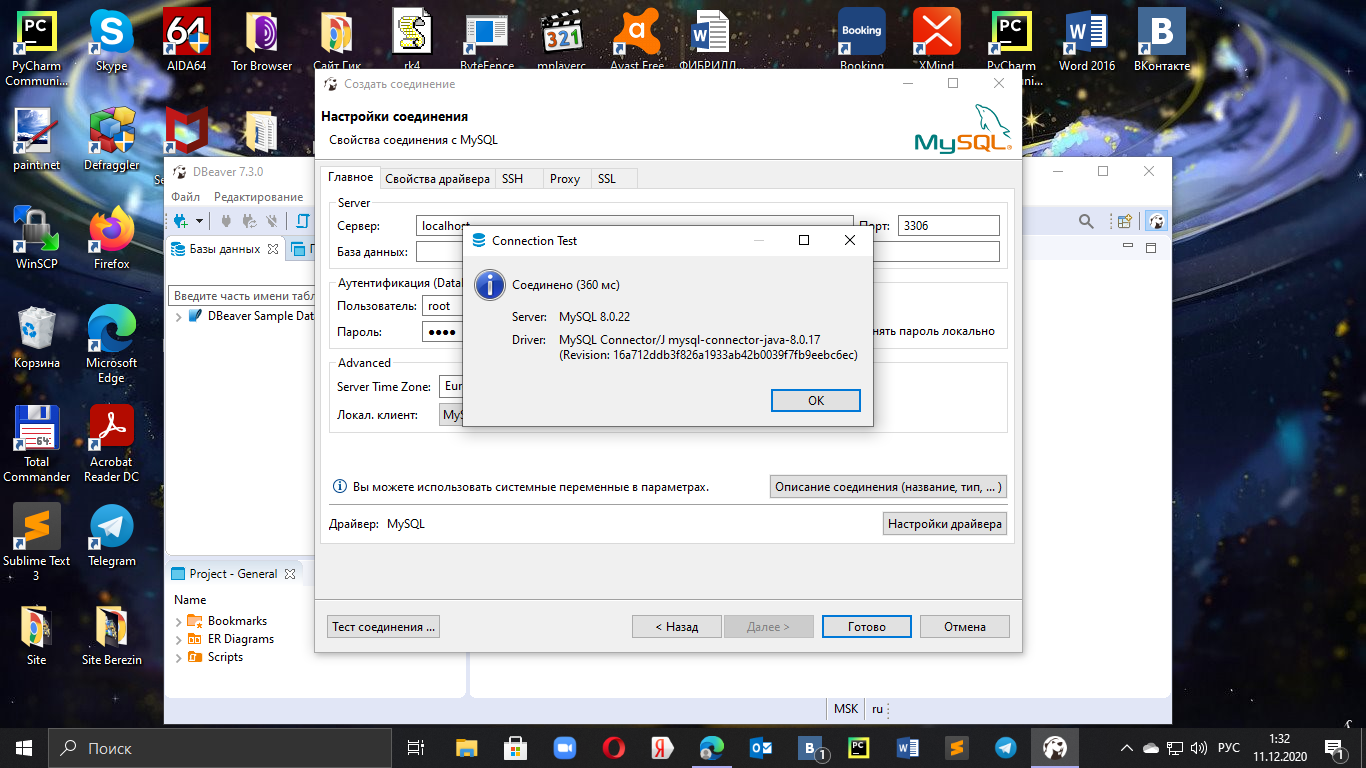 PyCharm
Communi...
Skype
AIDA64
Tor Browser
Сайт Гик
rk4
ByteFence
mplayerc
Avast Free
ФИБРИЛЛ...
Booking
Booking
XMind
PyCharm
Word 2016
ВКонтакте
paint.net
Defraggler
WinSCP
Firefox
Корзина
Microsoft
Edge
Total
Commander
Acrobat
Reader DC
Sublime Text
3
Telegram
Site
Site Berezin
Создать соединение
Настройки соединения
Свойства соединения с MySQL
MySQL
Главное
Свойства драйвера
SSH
Proxy
SSL
Server
Сервер:
localhost
Порт:
3306
База данных:
Аутентификация (Datab
Пользователь:
root
Пароль:
●●●●
нять пароль локально
Advanced
Server Time Zone:
Eur
Локал. клиент:
MyS
Вы можете использовать системные переменные в параметрах.
Описание соединения (название, тип, ... )
Драйвер: MySQL
Настройки драйвера
Тест соединения ...
< Назад
Далее >
Готово
Отмена
Connection Test
Соединено (360 мс)
Server: MySQL 8.0.22
Driver: MySQL Connector/J mysql-connector-java-8.0.17
(Revision: 16a712ddb3f826a1933ab42b0039f7fb9eebc6ec)
OK
DBeaver 7.3.0
Файл Редактирование
Базы данных
Введите часть имени табл
DBeaver Sample Dat
Project - General
Name
Bookmarks
ER Diagrams
Scripts
MSK
ru
Поиск
РУС
1:32
11.12.2020